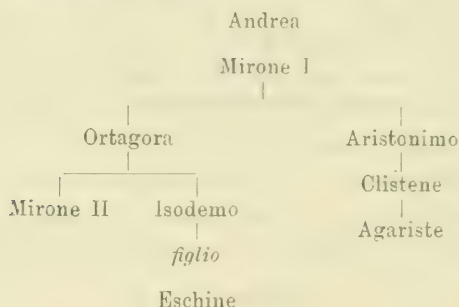 Andrea
Mirone I
Ortagora Aristonimo
Clistene
Mirone II Isodemo
Agariste
figlio
Eschine